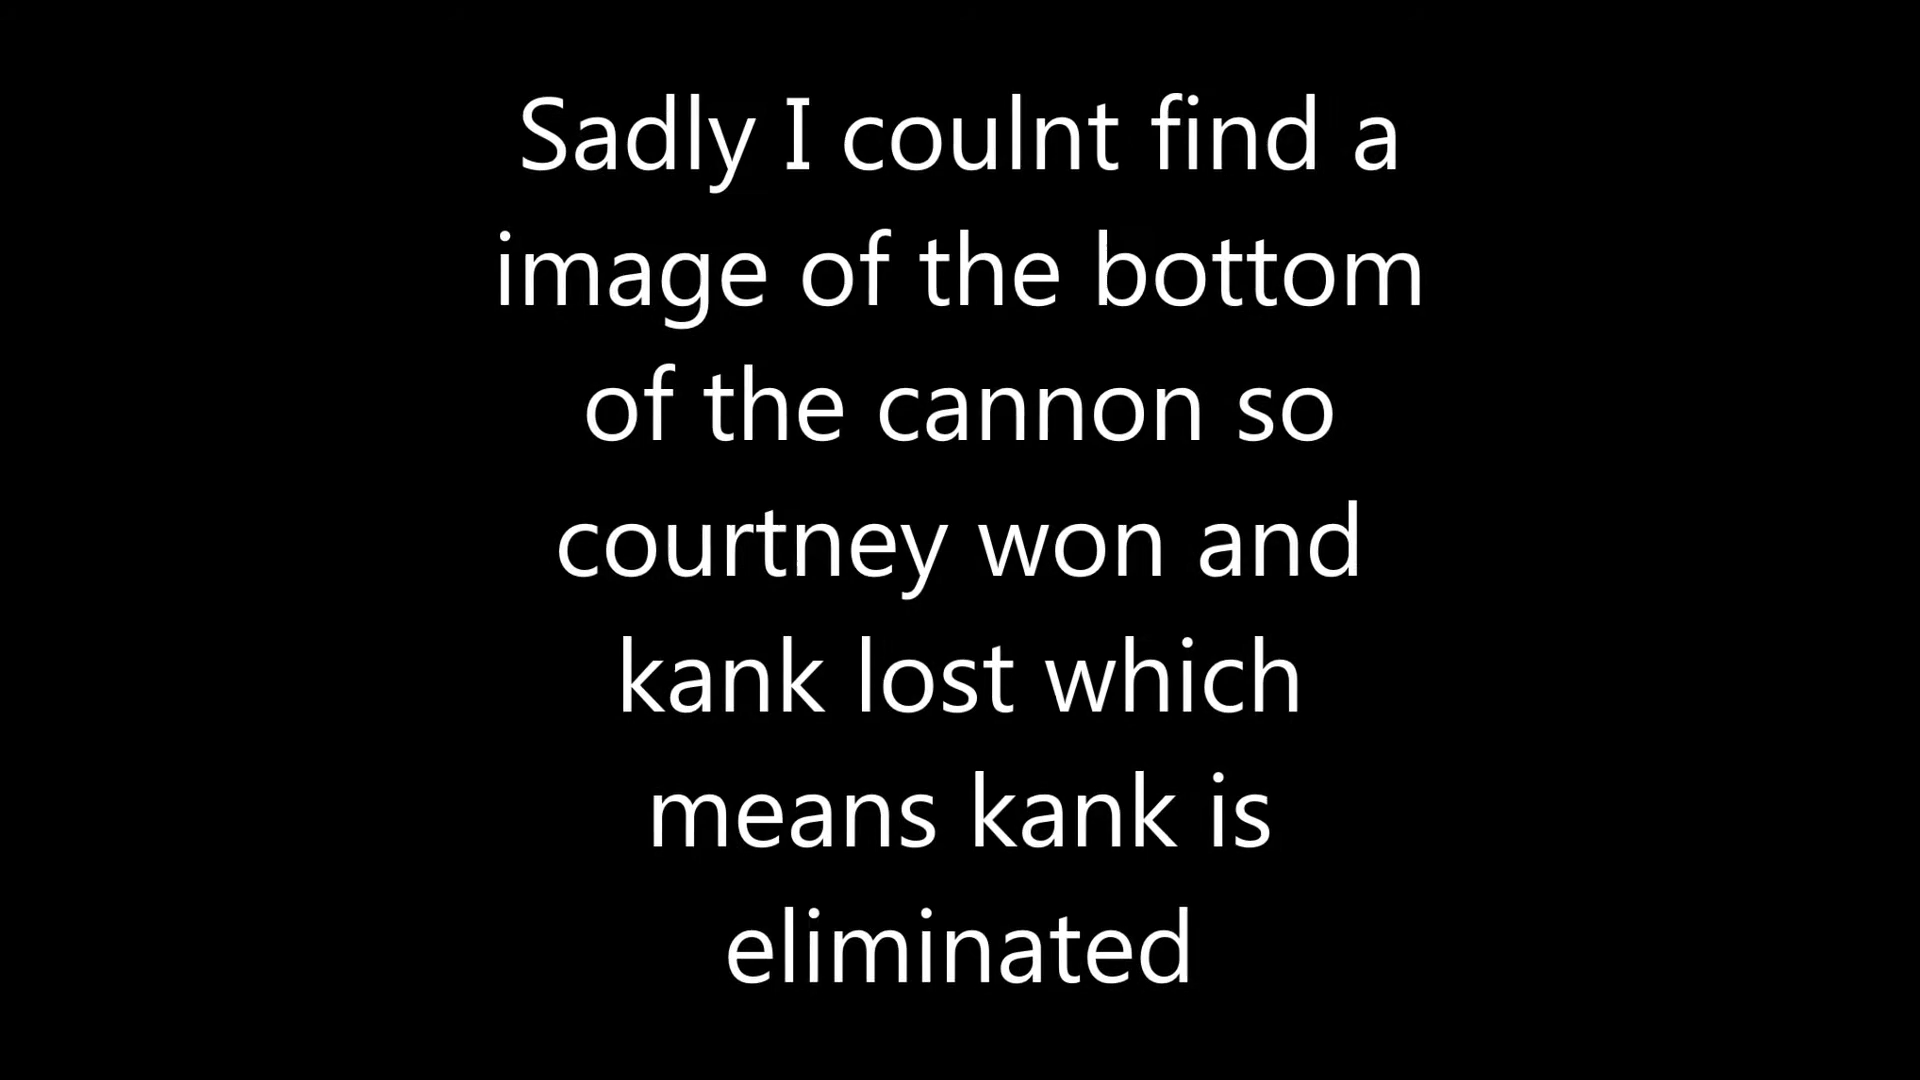 Sadly I coulnt find a
image of the bottom
of the cannon so
courtney won and
kank lost which
means kank is
eliminated